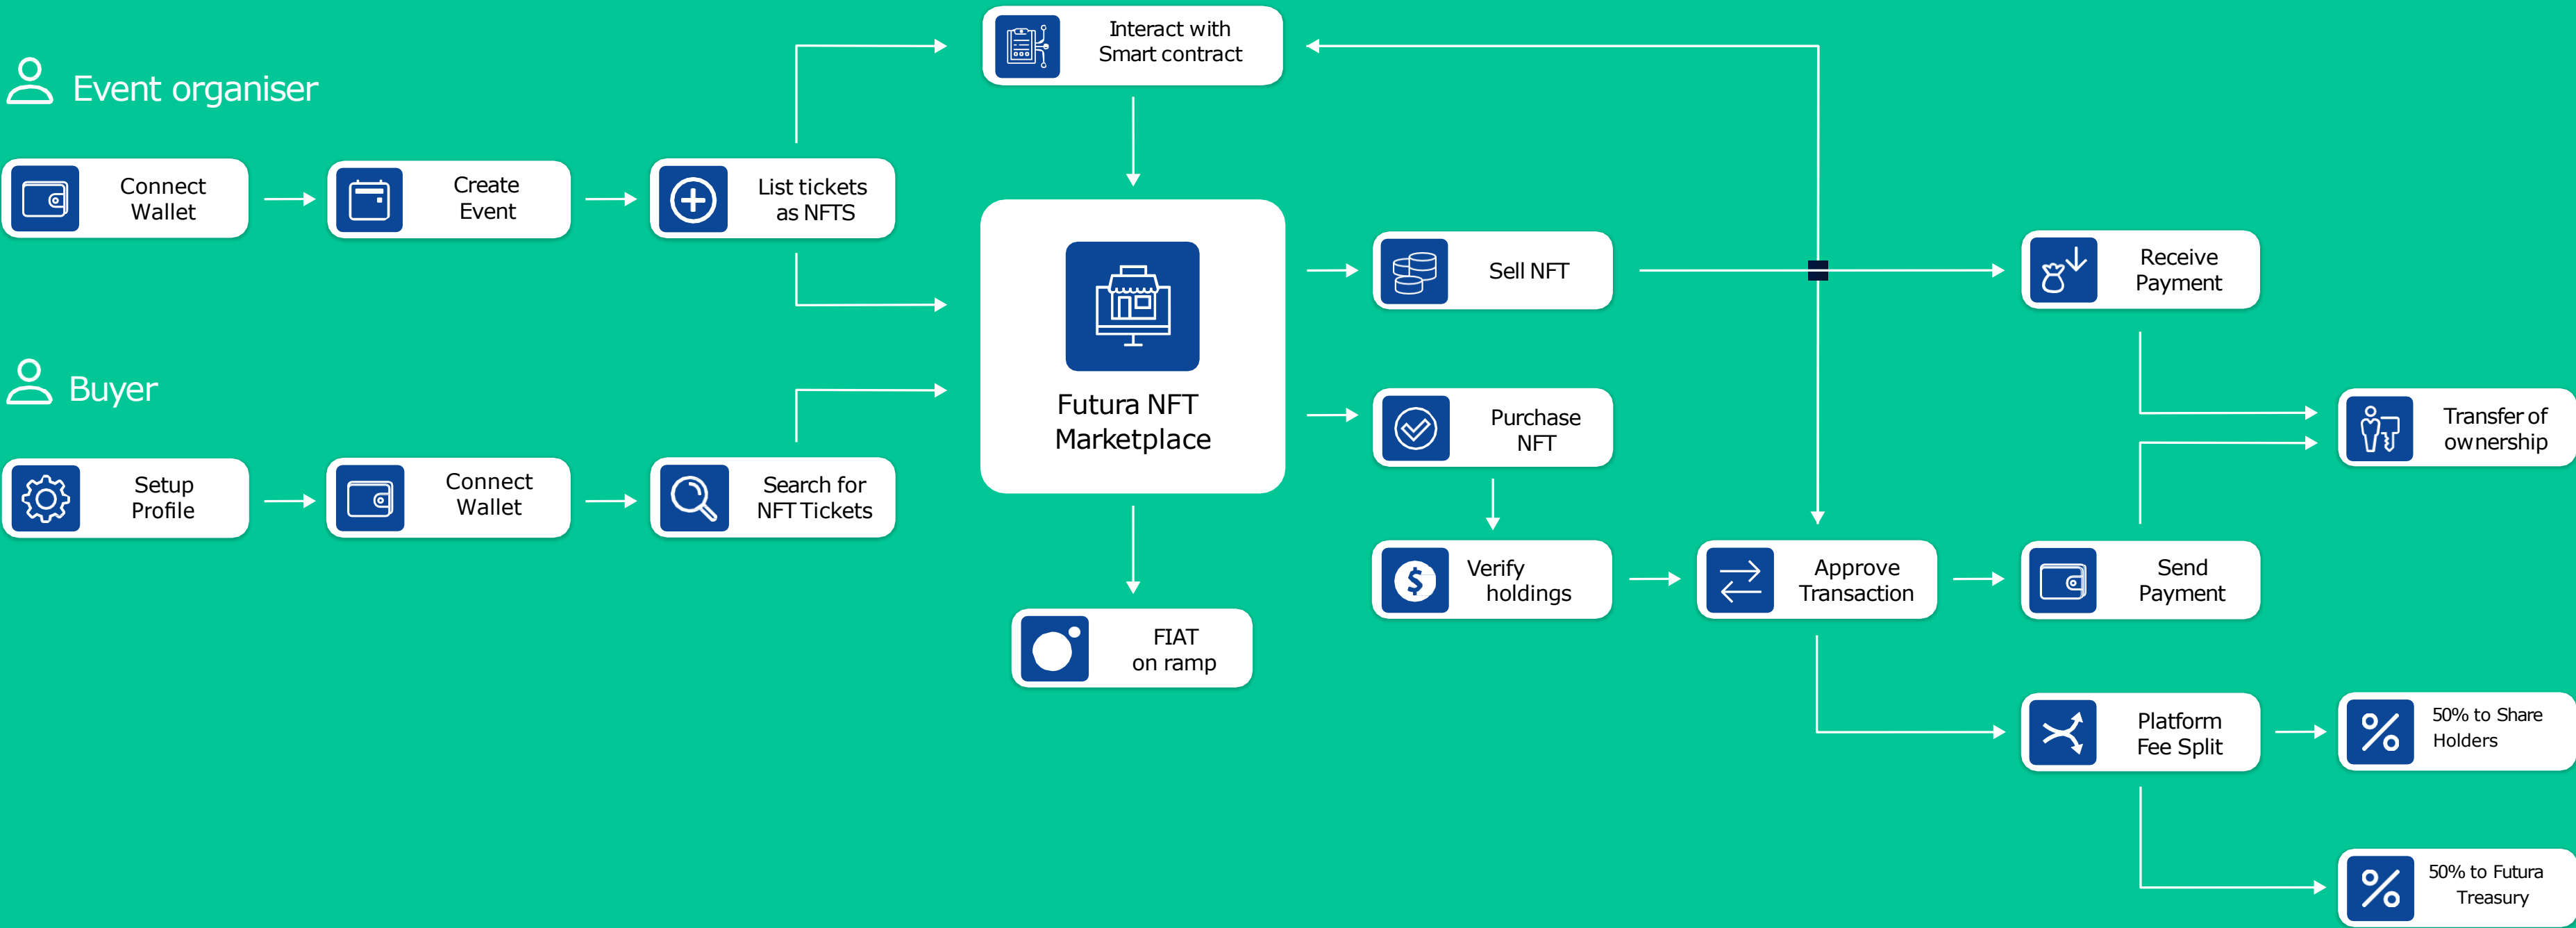 Interact with
Smart contract
Event organiser
Connect
Wallet
Create
Event
List tickets
as NFTS
Sell NFT
Receive
Payment
Buyer
Futura NFT
Marketplace
Purchase
NFT
Transfer of
ownership
Setup
Profile
Connect
Wallet
Search for
NFT Tickets
Verify
holdings
Approve
Transaction
Send
Payment
FIAT
on ramp
Platform
Fee Split
50% to Share
Holders
50% to Futura
Treasury